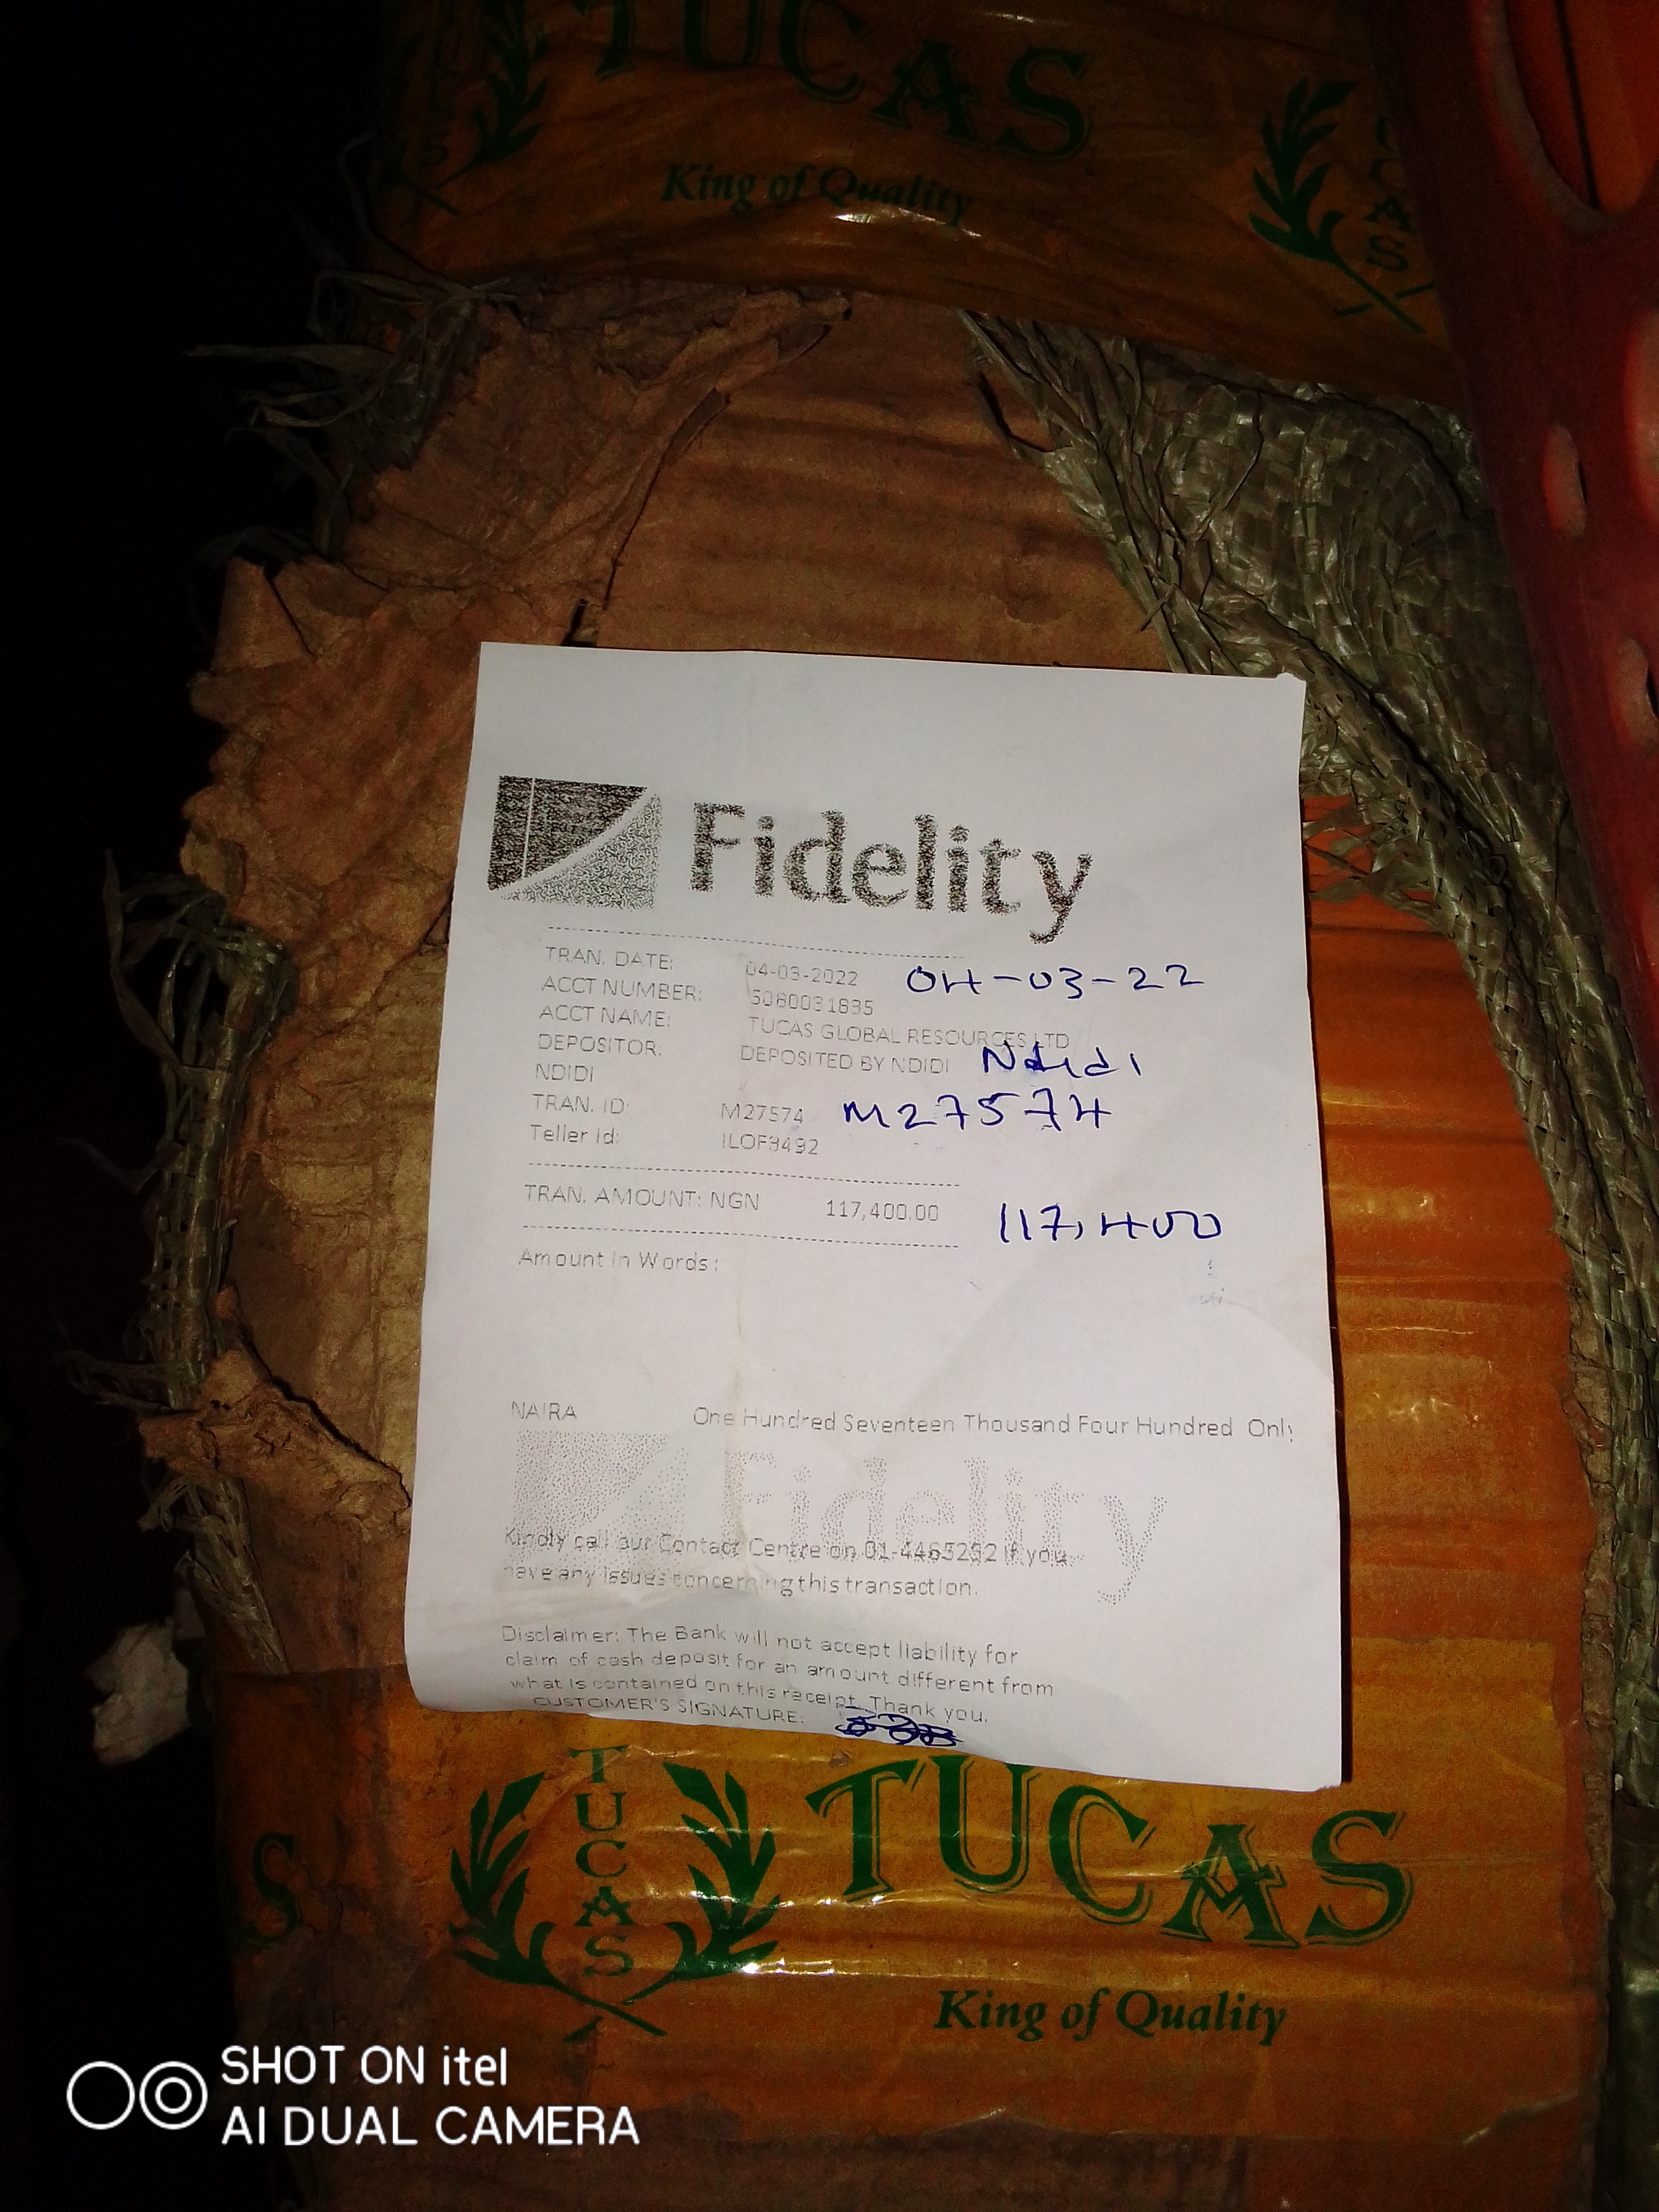 TUCAS
King of Quality
TUCAS
Fidelity
TRAN. DATE: 04-03-2022 04-03-22
ACCT NUMBER: 5080031835
ACCT NAME: TUCAS GLOBAL RESOURCES LTD
DEPOSITOR: DEPOSITED BY NDIDI Ndidi
NDIDI
TRAN. ID: M27574 M27574
Teller Id: ILOF3492
TRAN. AMOUNT: NGN 117,400.00 117,400
Amount In Words:
NAIRA One Hundred Seventeen Thousand Four Hundred Only
Fidelity
Kindly call our Contact Centre on 01-4485252 if you
have any issues concerning this transaction.
Disclaimer: The Bank will not accept liability for
claim of cash deposit for an amount different from
what is contained on this receipt. Thank you.
CUSTOMER'S SIGNATURE:
TUCAS
TUCAS
King of Quality
SHOT ON itel
AI DUAL CAMERA